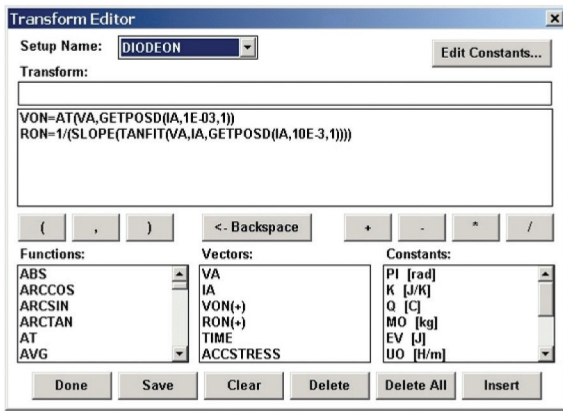 Transform Editor
Setup Name: DIODEON Edit Constants...
Transform:
VON=AT(VA,GETPOSD(IA,1E-03,1))
RON=1/(SLOPE(TANFIT(VA,IA,GETPOSD(IA,10E-3,1))))
( , ) <- Backspace + - * /
Functions: Vectors: Constants:
ABS VA PI [rad]
ARCCOS IA K [J/K]
ARCSIN VON(+) Q [C]
ARCTAN RON(+) MO [kg]
AT TIME EV [J]
AVG ACCSTRESS UO [H/m]
Done Save Clear Delete Delete All Insert